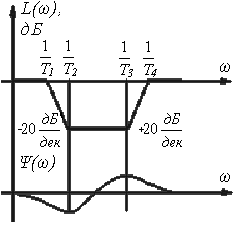 L(ω),
дБ
1/T₁ 1/T₂ 1/T₃ 1/T₄ ω
-20 дБ/дек +20 дБ/дек
Ψ(ω) ω